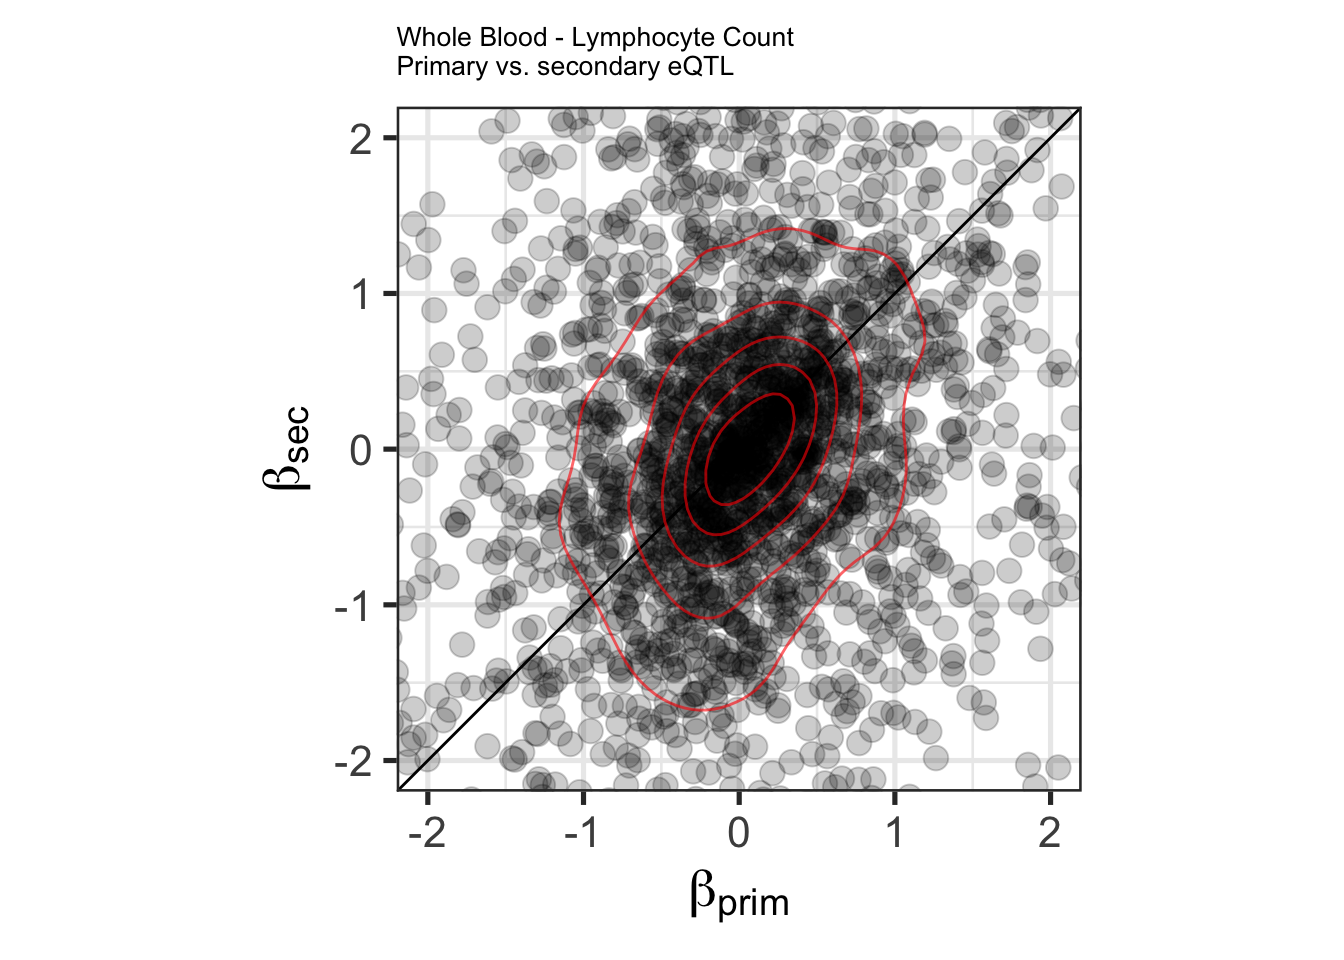 Whole Blood - Lymphocyte Count
Primary vs. secondary eQTL
2
1
0
-1
-2
βsec
-2 -1 0 1 2
βprim